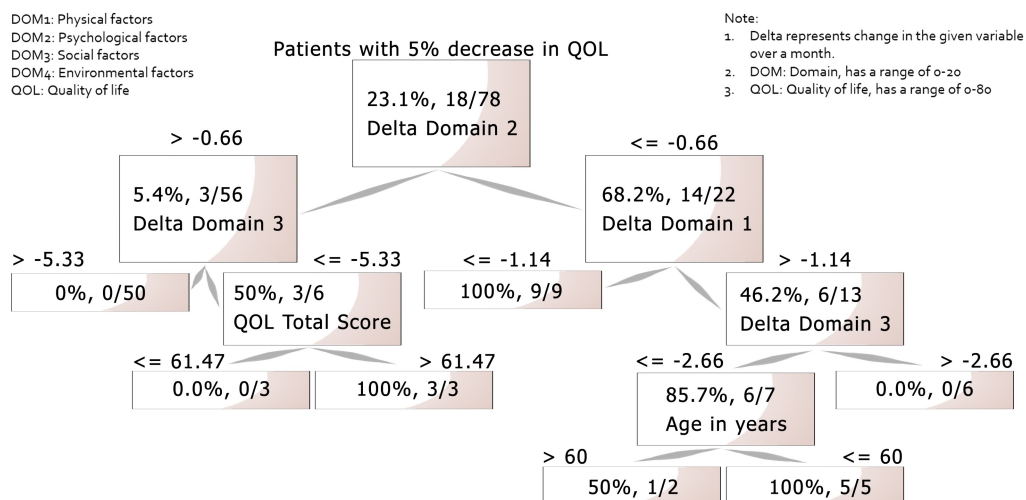 DOM1: Physical factors
DOM2: Psychological factors
DOM3: Social factors
DOM4: Environmental factors
QOL: Quality of life
Note:
1. Delta represents change in the given variable
over a month.
2. DOM: Domain, has a range of 0-20
3. QOL: Quality of life, has a range of 0-80
Patients with 5% decrease in QOL
23.1%, 18/78
Delta Domain 2
> -0.66
<= -0.66
5.4%, 3/56
Delta Domain 3
68.2%, 14/22
Delta Domain 1
> -5.33
<= -5.33
<= -1.14
> -1.14
0%, 0/50
50%, 3/6
QOL Total Score
100%, 9/9
46.2%, 6/13
Delta Domain 3
<= 61.47
> 61.47
<= -2.66
> -2.66
0.0%, 0/3
100%, 3/3
85.7%, 6/7
Age in years
0.0%, 0/6
> 60
<= 60
50%, 1/2
100%, 5/5